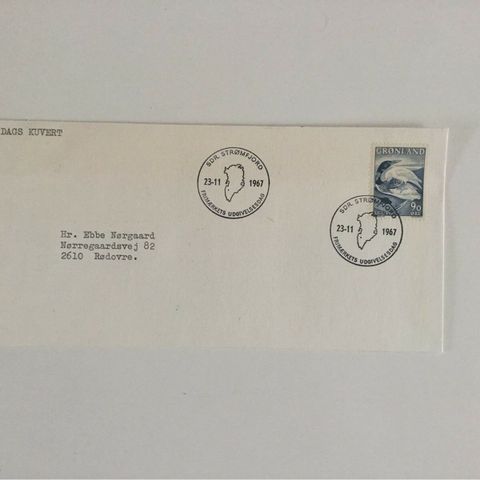 DAGS KUVERT
SDR. STRØMFJORD
23-11 1967
FRIMÆRKETS UDGIVELSESDAG
GRØNLAND
90
ØRE
SDR. STRØMFJORD
23-11 1967
FRIMÆRKETS UDGIVELSESDAG
Hr. Ebbe Nørgaard
Nørregaardsvej 82
2610 Rødovre.